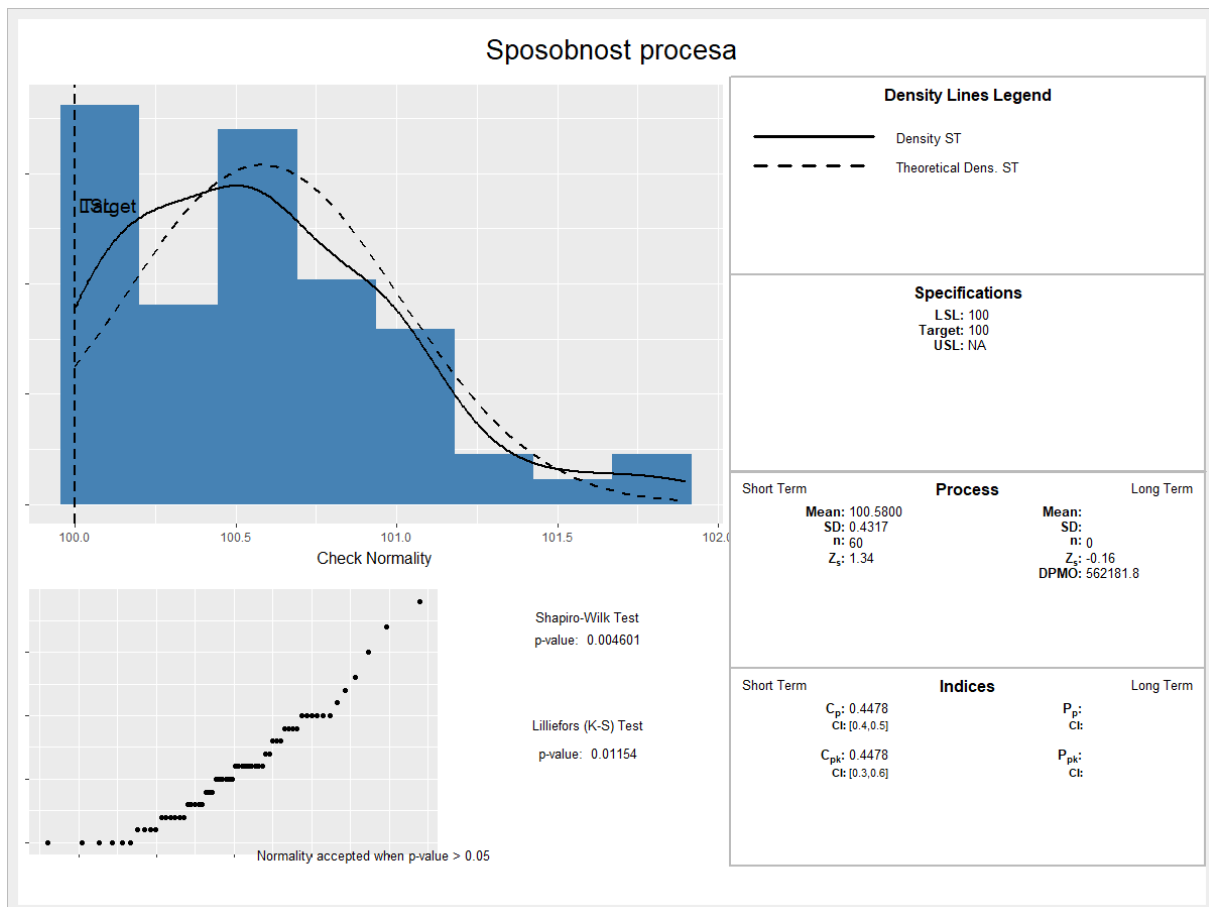 Sposobnost procesa
LSL
Target
100.0
100.5
101.0
101.5
102.0
Check Normality
Shapiro-Wilk Test
p-value: 0.004601
Lilliefors (K-S) Test
p-value: 0.01154
Normality accepted when p-value > 0.05
Density Lines Legend
Density ST
Theoretical Dens. ST
Specifications
LSL: 100
Target: 100
USL: NA
Short Term Process Long Term
Mean: 100.5800 Mean:
SD: 0.4317 SD:
n: 60 n: 0
Zs: 1.34 Zs: -0.16
DPMO: 562181.8
Short Term Indices Long Term
Cp: 0.4478 Pp:
CI: [0.4,0.5] CI:
Cpk: 0.4478 Ppk:
CI: [0.3,0.6] CI: